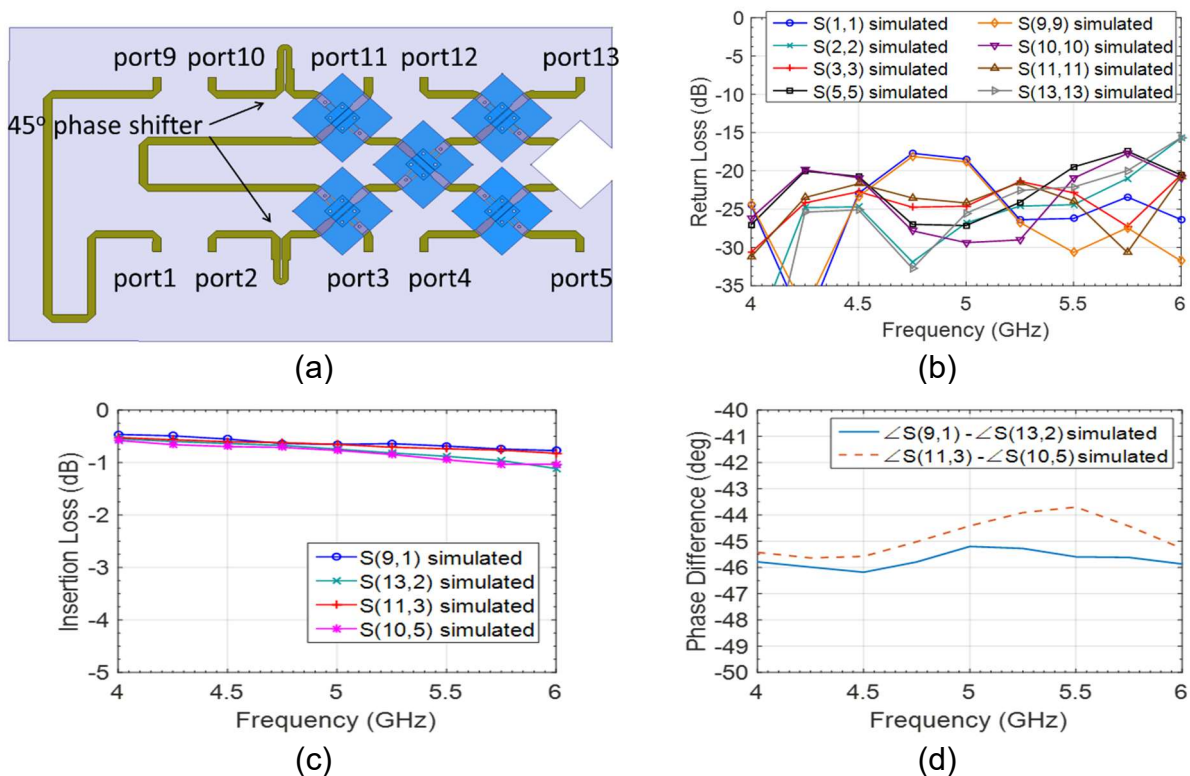 port9 port10 port11 port12 port13
45º phase shifter
port1 port2 port3 port4 port5
(a)
0
-5
-10
-15
-20
-25
-30
-35
Return Loss (dB)
S(1,1) simulated
S(2,2) simulated
S(3,3) simulated
S(5,5) simulated
S(9,9) simulated
S(10,10) simulated
S(11,11) simulated
S(13,13) simulated
4 4.5 5 5.5 6
Frequency (GHz)
(b)
0
-1
-2
-3
-4
-5
Insertion Loss (dB)
S(9,1) simulated
S(13,2) simulated
S(11,3) simulated
S(10,5) simulated
4 4.5 5 5.5 6
Frequency (GHz)
(c)
-40
-41
-42
-43
-44
-45
-46
-47
-48
-49
-50
Phase Difference (deg)
∠S(9,1) - ∠S(13,2) simulated
∠S(11,3) - ∠S(10,5) simulated
4 4.5 5 5.5 6
Frequency (GHz)
(d)